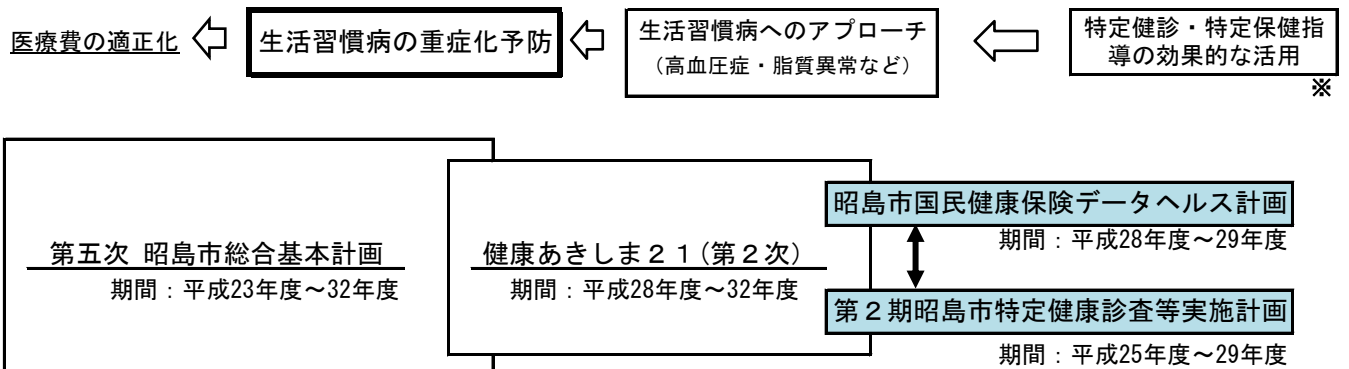 医療費の適正化
生活習慣病の重症化予防
生活習慣病へのアプローチ
（高血圧症・脂質異常など）
特定健診・特定保健指
導の効果的な活用
※
第五次 昭島市総合基本計画
期間：平成23年度～32年度
健康あきしま２１(第２次)
期間：平成28年度～32年度
昭島市国民健康保険データヘルス計画
期間：平成28年度～29年度
第２期昭島市特定健康診査等実施計画
期間：平成25年度～29年度